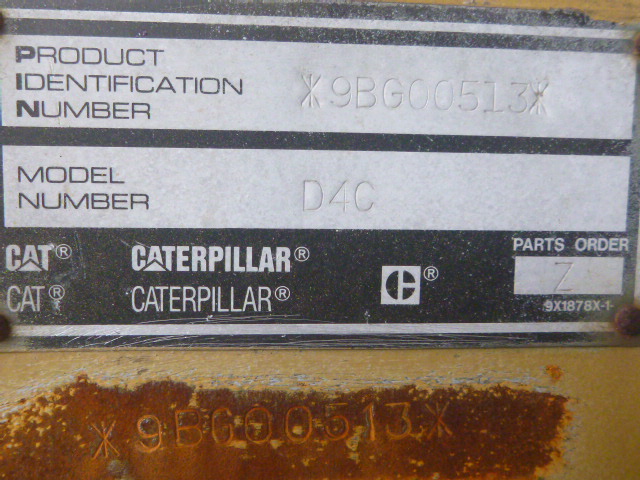 PRODUCT
IDENTIFICATION
NUMBER
*9BG00513*
MODEL
NUMBER
D4C
CAT® CATERPILLAR®
CAT® CATERPILLAR®
C®
PARTS ORDER
Z
9X1878X-1
*9BG00513*